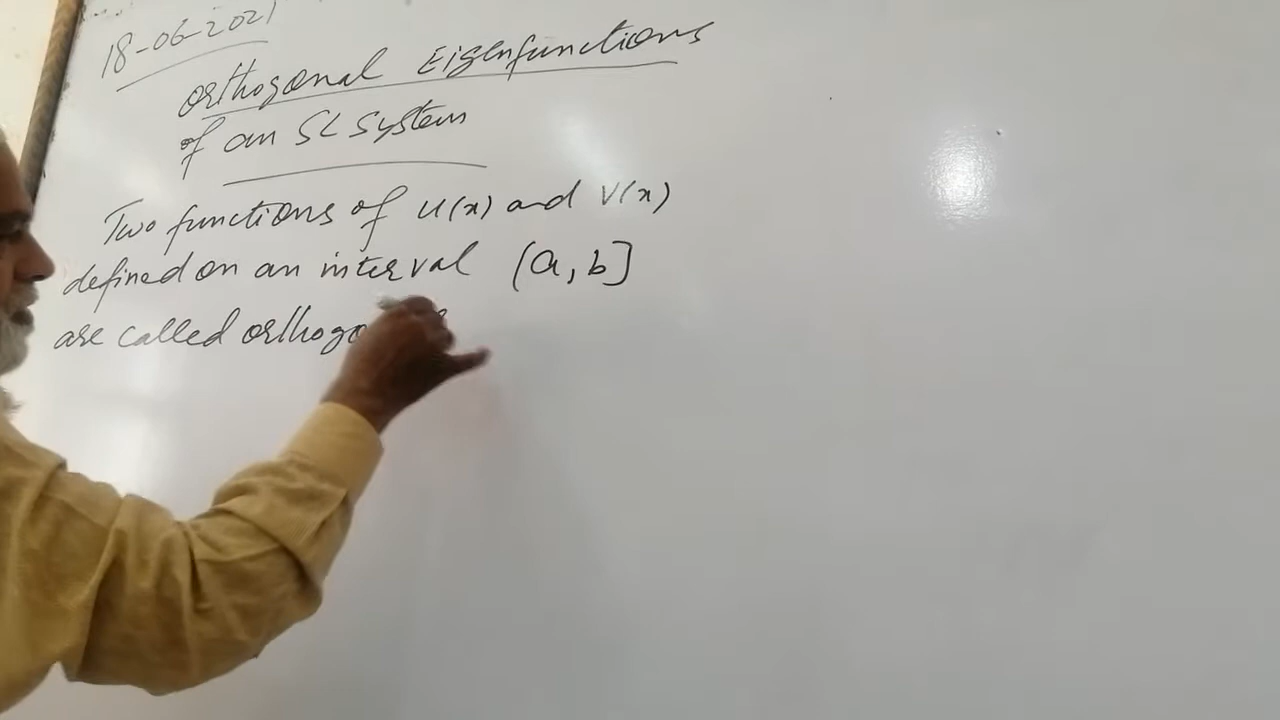 18-06-2021
Orthogonal Eigenfunctions
of an SL System
Two functions of u(x) and v(x)
defined on an interval [a, b]
are called orthogo